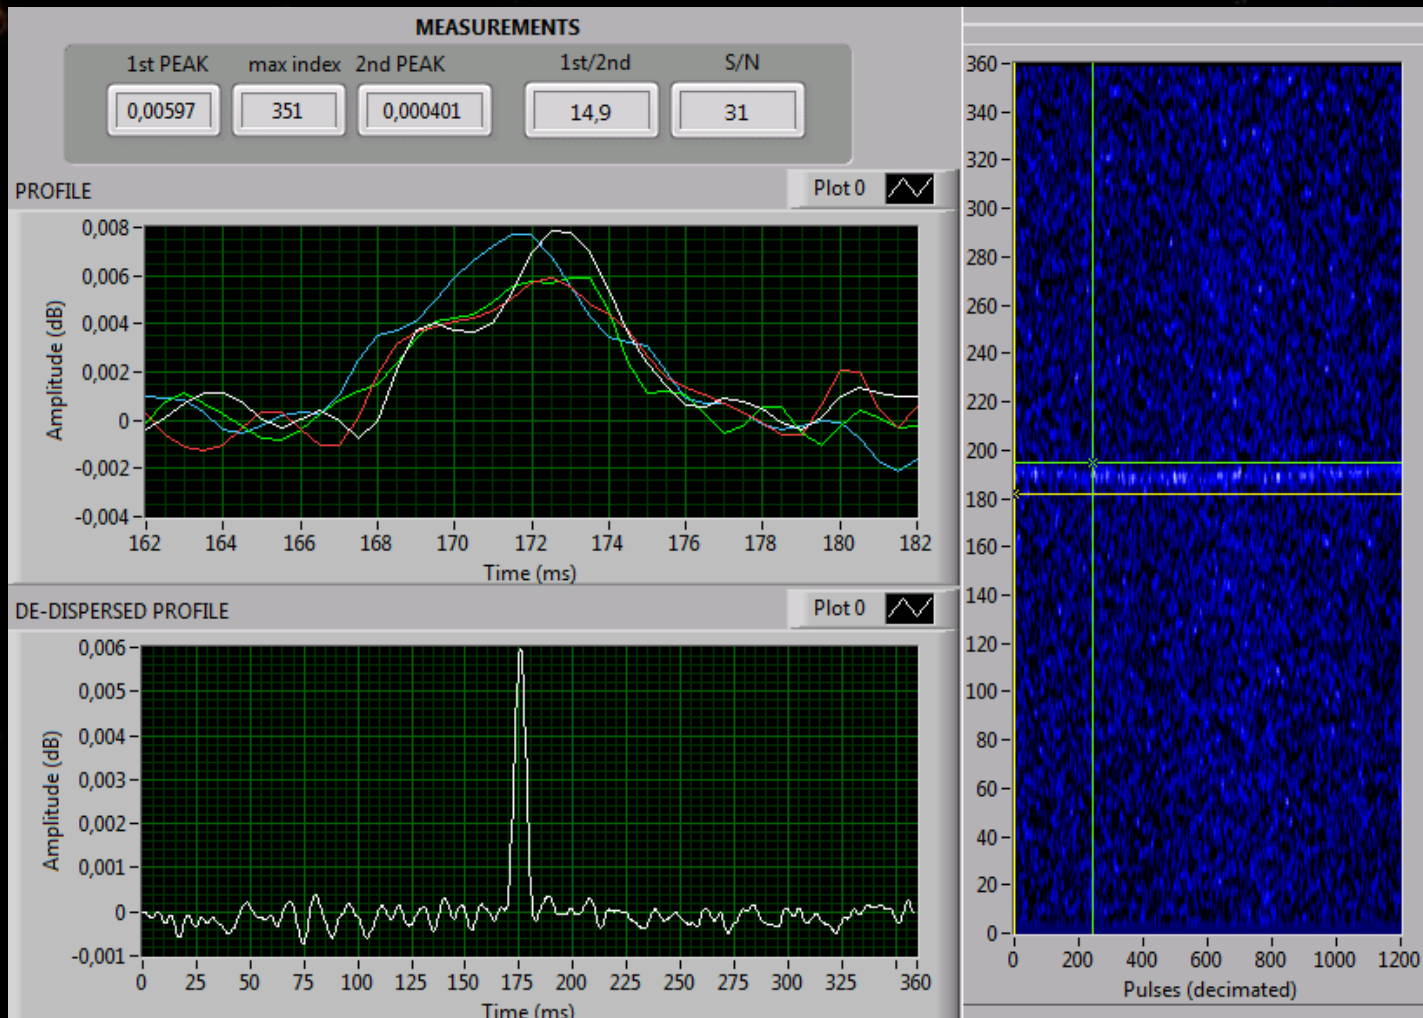 MEASUREMENTS
1st PEAK max index 2nd PEAK 1st/2nd S/N
0,00597 351 0,000401 14,9 31
PROFILE Plot 0
0,008
0,006
0,004
0,002
0
-0,002
-0,004
Amplitude (dB)
162 164 166 168 170 172 174 176 178 180 182
Time (ms)
DE-DISPERSED PROFILE Plot 0
0,006
0,005
0,004
0,003
0,002
0,001
0
-0,001
Amplitude (dB)
0 25 50 75 100 125 150 175 200 225 250 275 300 325 360
Time (ms)
360
340
320
300
280
260
240
220
200
180
160
140
120
100
80
60
40
20
0
0 200 400 600 800 1000 1200
Pulses (decimated)